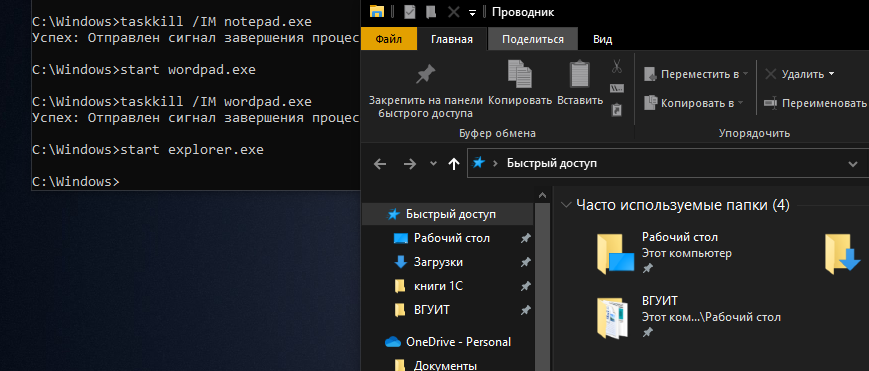 C:\Windows>taskkill /IM notepad.exe
Успех: Отправлен сигнал завершения процес
C:\Windows>start wordpad.exe
C:\Windows>taskkill /IM wordpad.exe
Успех: Отправлен сигнал завершения процес
C:\Windows>start explorer.exe
C:\Windows>
Проводник
Файл Главная Поделиться Вид
Закрепить на панели быстрого доступа
Копировать
Вставить
Буфер обмена
Переместить в
Копировать в
Удалить
Переименовать
Упорядочить
Быстрый доступ
Быстрый доступ
Рабочий стол
Загрузки
книги 1С
ВГУИТ
OneDrive - Personal
Документы
Часто используемые папки (4)
Рабочий стол
Этот компьютер
ВГУИТ
Этот ком...\Рабочий стол